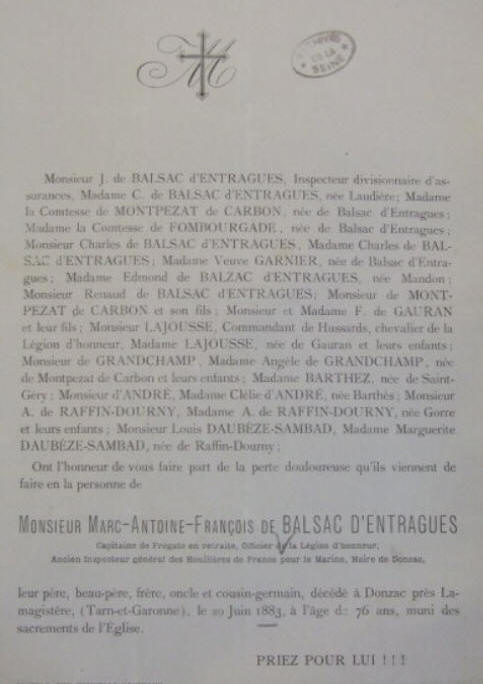 M
ARCHIVES
DE LA
SEINE
Monsieur J. de BALSAC d'ENTRAGUES, Inspecteur divisionnaire d'as-
surances, Madame C. de BALSAC d'ENTRAGUES, née Laudière; Madame
la Comtesse de MONTPEZAT de CARBON, née de Balsac d'Entragues;
Madame la Comtesse de FOMBOURGADE, née de Balsac d'Entragues;
Monsieur Charles de BALSAC d'ENTRAGUES, Madame Charles de BAL-
SAC d'ENTRAGUES; Madame Veuve GARNIER, née de Balsac d'Entra-
gues; Madame Edmond de BALZAC d'ENTRAGUES, née Mandon;
Monsieur Renaud de BALSAC d'ENTRAGUES; Monsieur de MONT-
PEZAT de CARBON et son fils; Monsieur et Madame F. de GAURAN
et leur fils; Monsieur LAJOUSSE, Commandant de Hussards, chevalier de la
Légion d'honneur, Madame LAJOUSSE, née de Gauran et leurs enfants;
Monsieur de GRANDCHAMP, Madame Angèle de GRANDCHAMP, née
de Montpezat de Carbon et leurs enfants; Madame BARTHEZ, née de Saint-
Géry; Monsieur d'ANDRÉ, Madame Clélie d'ANDRÉ, née Barthès; Monsieur
A. de RAFFIN-DOURNY, Madame A. de RAFFIN-DOURNY, née Gorre
et leurs enfants; Monsieur Louis DAUBÈZE-SAMBAD, Madame Marguerite
DAUBÈZE-SAMBAD, née de Raffin-Dourny;
Ont l'honneur de vous faire part de la perte douloureuse qu'ils viennent de
faire en la personne de
MONSIEUR MARC-ANTOINE-FRANÇOIS DE BALSAC D'ENTRAGUES
Capitaine de Frégate en retraite, Officier de la Légion d'honneur,
Ancien Inspecteur général des Houillères de France pour la Marine, Maire de Donzac,
leur père, beau-père, frère, oncle et cousin-germain, décédé à Donzac près La-
magistère, (Tarn-et-Garonne), le 20 Juin 1883, à l'âge de 76 ans, muni des
sacrements de l'Église.
PRIEZ POUR LUI !!!